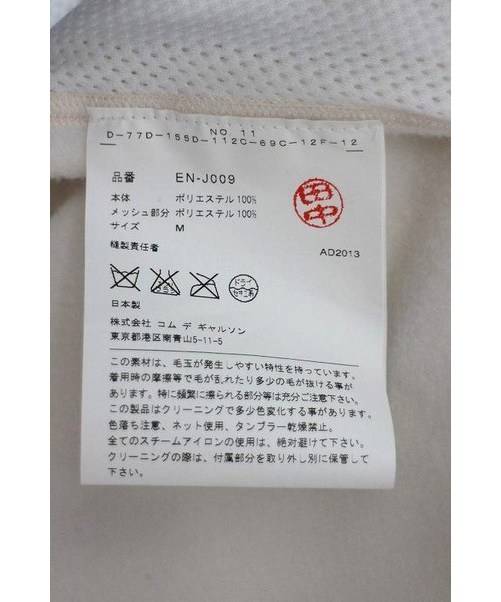 NO 11
D-77D-155D-112C-69C-12F-12
品番 EN-J009
本体 ポリエステル 100%
メッシュ部分 ポリエステル 100%
サイズ M
田中
縫製責任者
AD2013
ドライ
セキユ系
日本製
株式会社 コム デ ギャルソン
東京都港区南青山5-11-5
この素材は、毛玉が発生しやすい特性を持っています。
着用時の摩擦等で毛が乱れたり多少の毛が抜ける事が
あります。特に頻繁に擦られる部分等は充分ご注意下さい。
この製品はクリーニングで多少色変化する事があります。
色落ち注意、ネット使用、タンブラー乾燥禁止。
全てのスチームアイロンの使用は、絶対避けて下さい。
クリーニングの際は、付属部分を取り外し別に保管して
下さい。